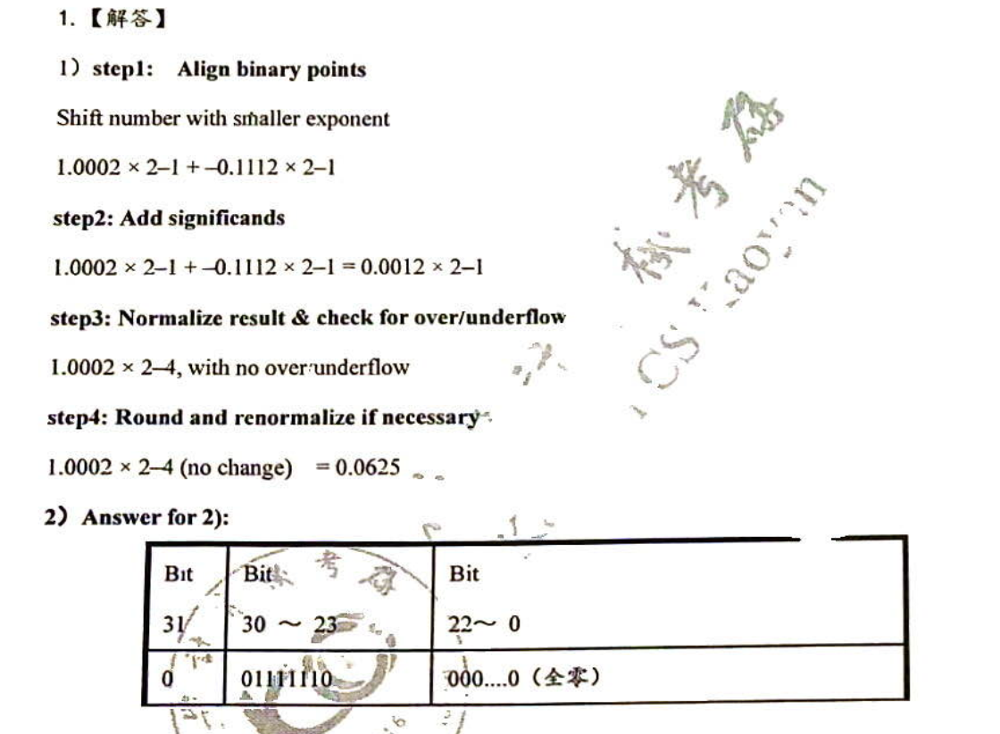 1. 【解答】
1）step1: Align binary points
Shift number with smaller exponent
1.0002 × 2–1 + –0.1112 × 2–1
step2: Add significands
1.0002 × 2–1 + –0.1112 × 2–1 = 0.0012 × 2–1
step3: Normalize result & check for over/underflow
1.0002 × 2–4, with no over/underflow
step4: Round and renormalize if necessary
1.0002 × 2–4 (no change) = 0.0625
2）Answer for 2):
Bit Bit Bit
31 30 ～ 23 22～ 0
0 01111110 000....0（全零）